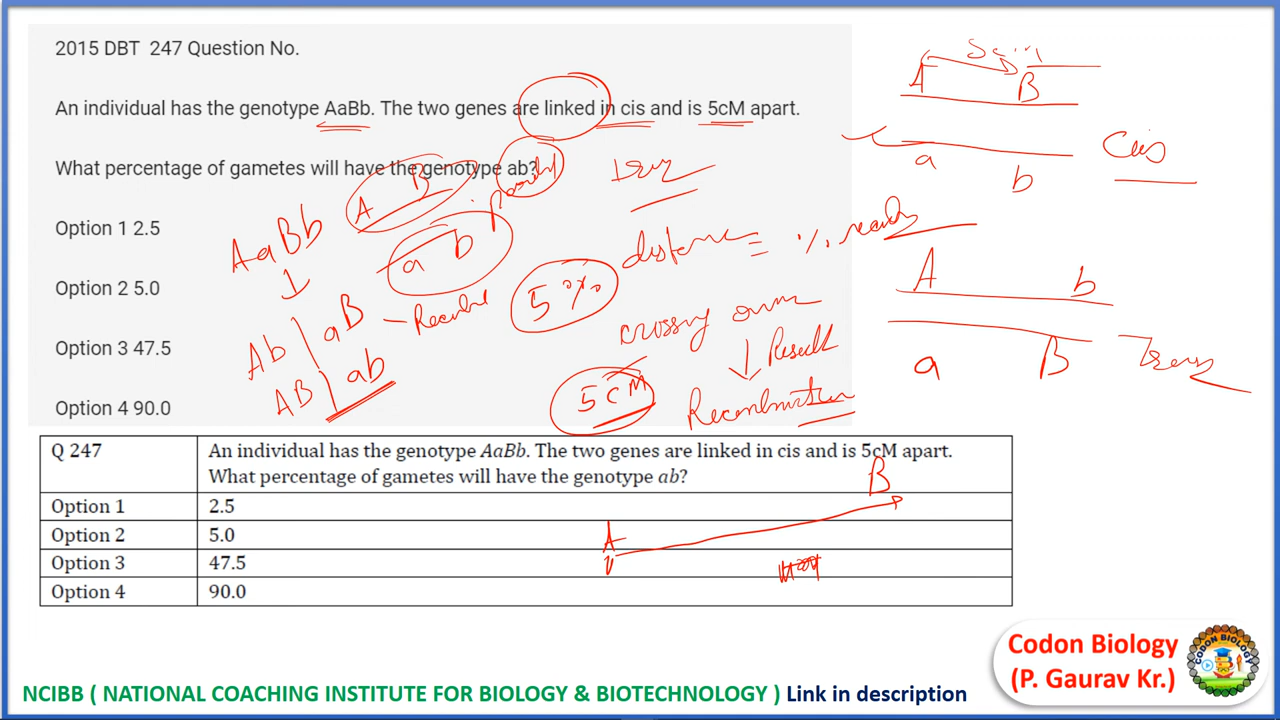 2015 DBT 247 Question No.
An individual has the genotype AaBb. The two genes are linked in cis and is 5cM apart.
What percentage of gametes will have the genotype ab?
Option 1 2.5
Option 2 5.0
Option 3 47.5
Option 4 90.0
A B
a b
Cis
A b
a B
AaBb
A B
a b
distance = %
5 %
Ab aB
AB ab
crossing over
Result
5 cM
Recombination
Q 247 An individual has the genotype AaBb. The two genes are linked in cis and is 5cM apart.
What percentage of gametes will have the genotype ab?
Option 1 2.5
Option 2 5.0
Option 3 47.5
Option 4 90.0
A B
CODON BIOLOGY
Codon Biology
(P. Gaurav Kr.)
NCIBB ( NATIONAL COACHING INSTITUTE FOR BIOLOGY & BIOTECHNOLOGY ) Link in description